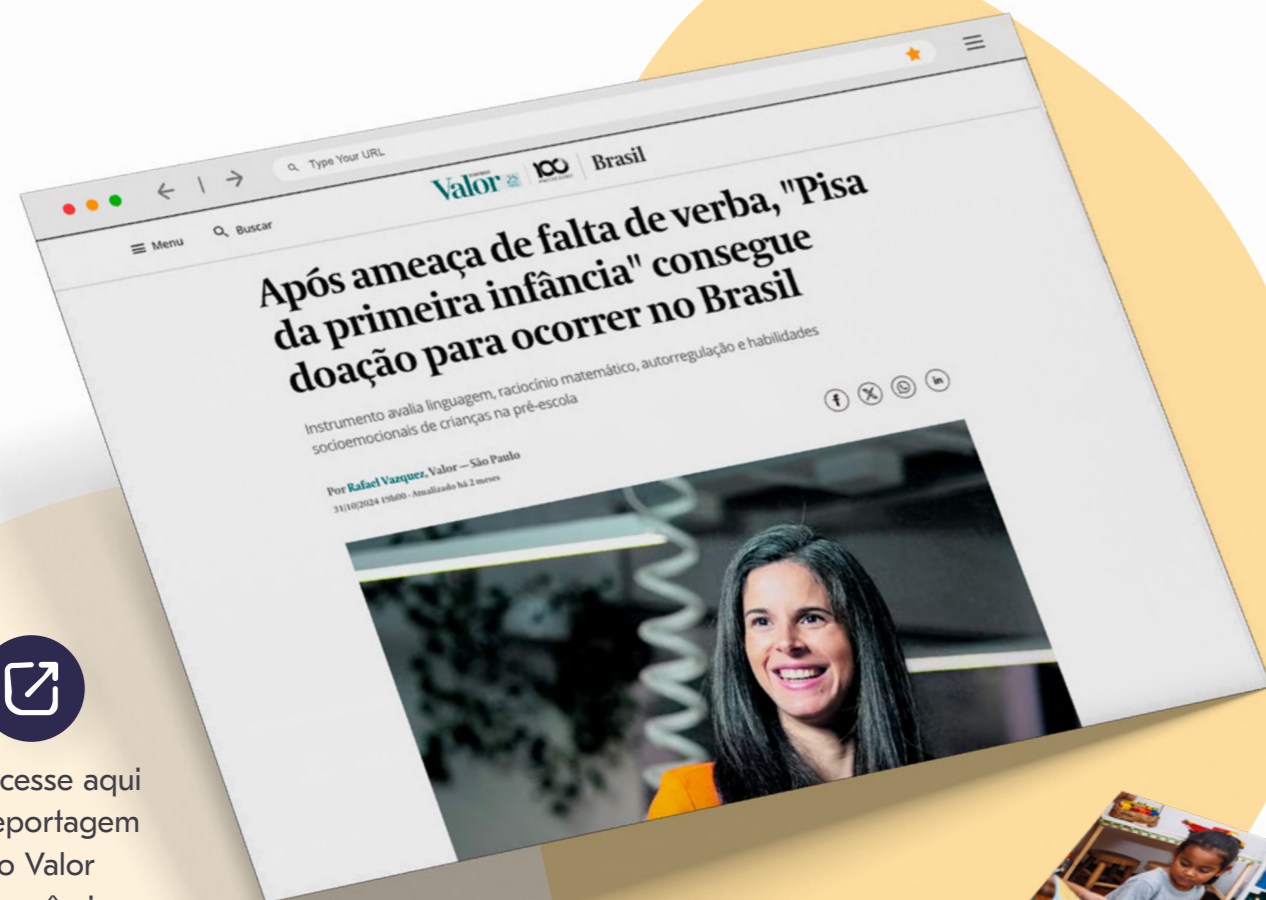 Type Your URL
Menu
Buscar
Valor
25
100
Brasil
Após ameaça de falta de verba, "Pisa
da primeira infância" consegue
doação para ocorrer no Brasil
Instrumento avalia linguagem, raciocínio matemático, autorregulação e habilidades
socioemocionais de crianças na pré-escola
Por Rafael Vazquez, Valor — São Paulo
31/10/2024 19h00 · Atualizado há 2 meses
cesse aqui
eportagem
o Valor